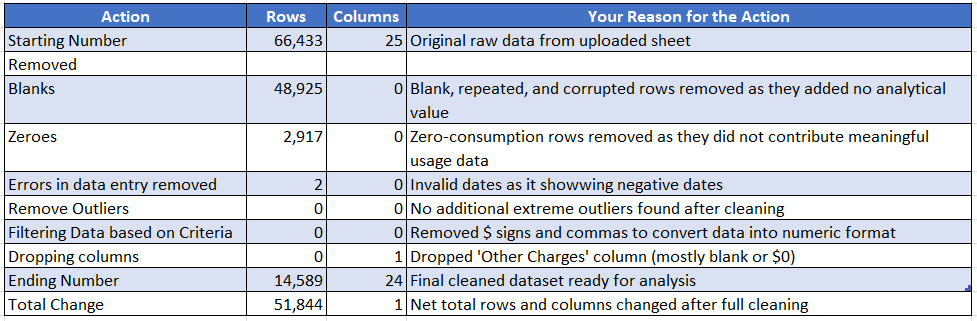 Action Rows Columns Your Reason for the Action
Starting Number 66,433 25 Original raw data from uploaded sheet
Removed
Blanks 48,925 0 Blank, repeated, and corrupted rows removed as they added no analytical
value
Zeroes 2,917 0 Zero-consumption rows removed as they did not contribute meaningful
usage data
Errors in data entry removed 2 0 Invalid dates as it showwing negative dates
Remove Outliers 0 0 No additional extreme outliers found after cleaning
Filtering Data based on Criteria 0 0 Removed $ signs and commas to convert data into numeric format
Dropping columns 0 1 Dropped 'Other Charges' column (mostly blank or $0)
Ending Number 14,589 24 Final cleaned dataset ready for analysis
Total Change 51,844 1 Net total rows and columns changed after full cleaning